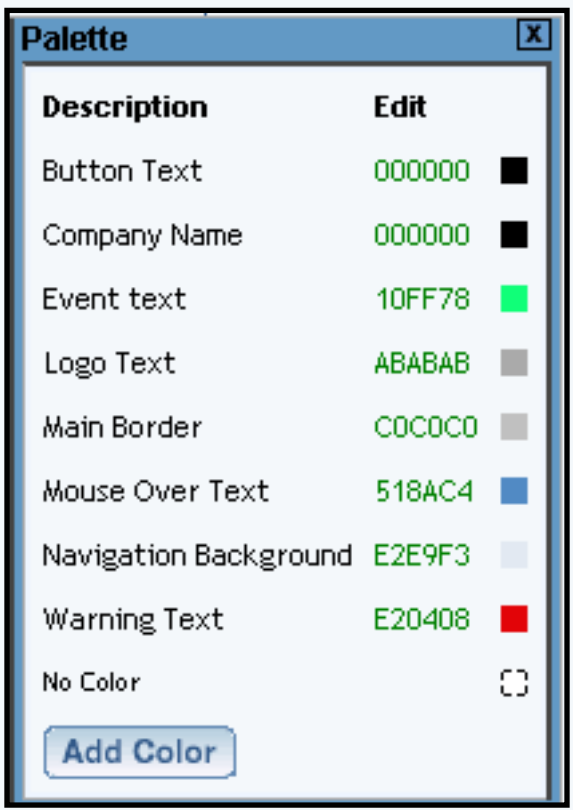 Palette X
Description Edit
Button Text 000000
Company Name 000000
Event text 10FF78
Logo Text ABABAB
Main Border C0C0C0
Mouse Over Text 518AC4
Navigation Background E2E9F3
Warning Text E20408
No Color
Add Color